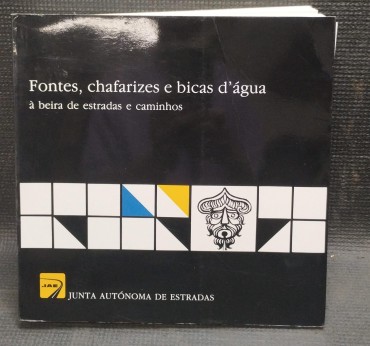 Fontes, chafarizes e bicas d'água
à beira de estradas e caminhos
JAE
JUNTA AUTÓNOMA DE ESTRADAS